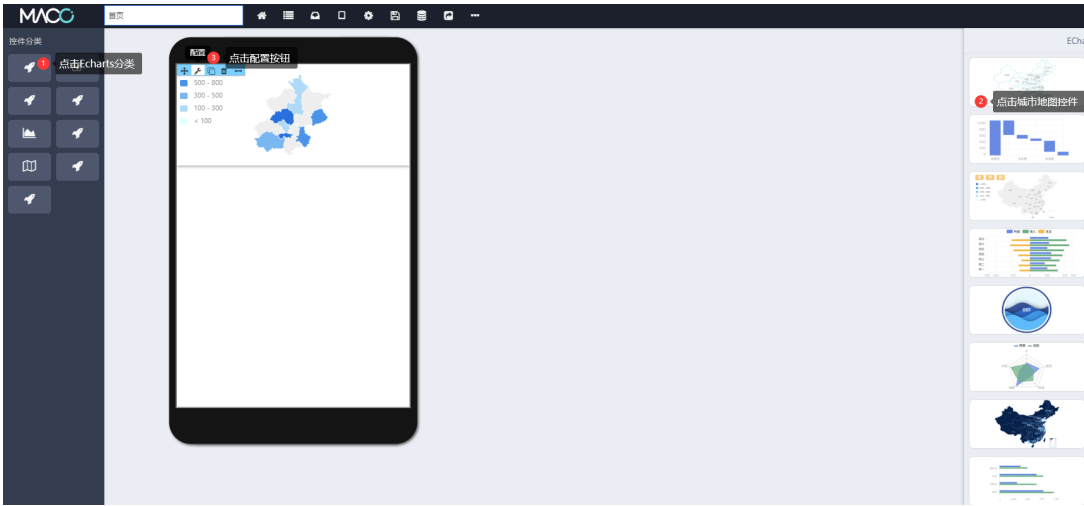 MACC
首页
控件分类
1 点击Echarts分类
配置
3 点击配置按钮
500 - 800
300 - 500
100 - 300
< 100
ECha
2 点击城市地图控件